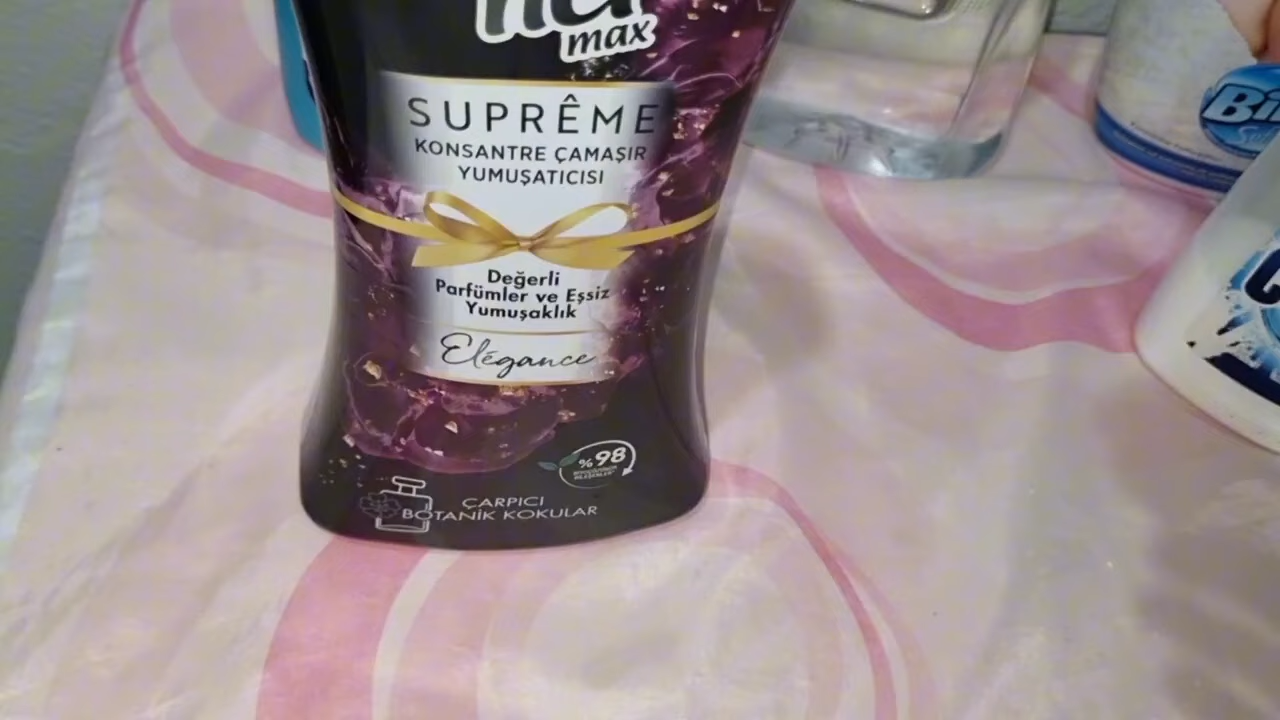 max
SUPRÊME
KONSANTRE ÇAMAŞIR
YUMUŞATICISI
Değerli
Parfümler ve Eşsiz
Yumuşaklık
Elégance
%98
ÇARPICI
BOTANİK KOKULAR